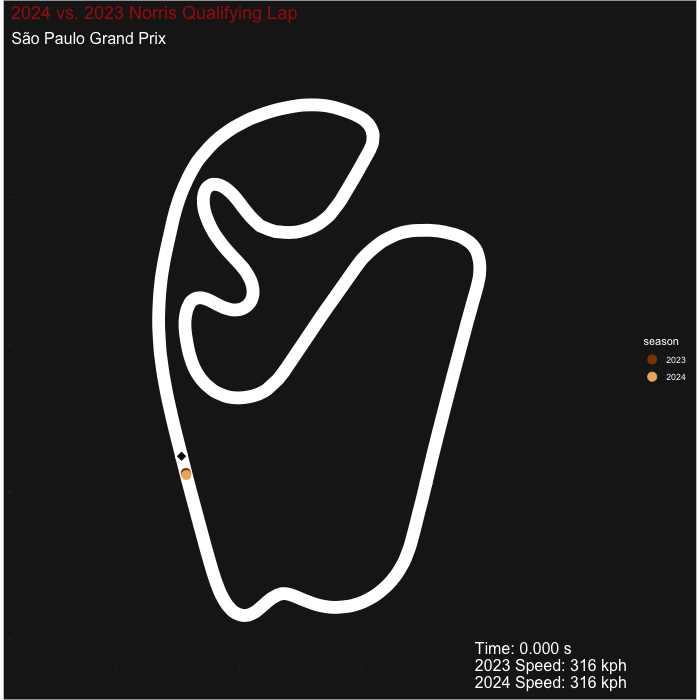 2024 vs. 2023 Norris Qualifying Lap
São Paulo Grand Prix
season
2023
2024
Time: 0.000 s
2023 Speed: 316 kph
2024 Speed: 316 kph